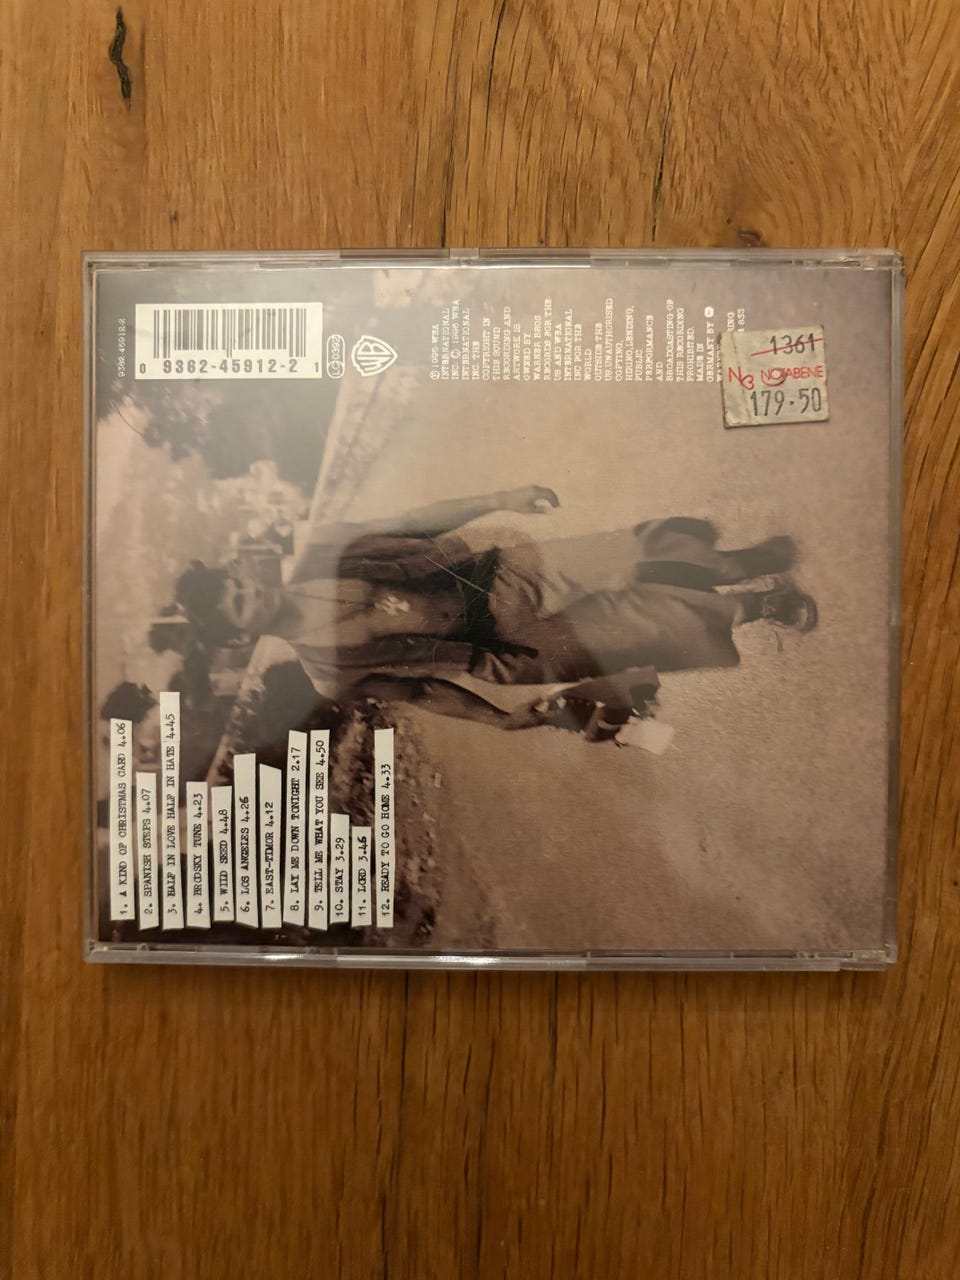 1. A KIND OF CHRISTMAS CARD 4.06
2. SPANISH STEPS 4.07
3. HALF IN LOVE HALF IN HATE 4.45
4. BRODSKY TUNE 4.23
5. WILD SEED 4.48
6. LOS ANGELES 4.26
7. EAST-TIMOR 4.12
8. LAY ME DOWN TONIGHT 2.17
9. TELL ME WHAT YOU SEE 4.50
10. STAY 3.29
11. LORD 3.46
12. READY TO GO HOME 4.33
9362-45912-2
0 9362-45912-2 1
LC 0392
WB
℗ 1995 WEA
INTERNATIONAL
INC. © 1995 WEA
INTERNATIONAL
INC. THE
COPYRIGHT IN
THIS SOUND
RECORDING AND
ARTWORK IS
OWNED BY
WARNER BROS
RECORDS FOR THE
US AND WEA
INTERNATIONAL
INC FOR THE
WORLD
OUTSIDE THE
US.UNAUTHORISED
COPYING,
HIRING,LENDING,
PUBLIC
PERFORMANCE
AND
BROADCASTING OF
THIS RECORDING
PROHIBITED.
MADE IN
GERMANY BY
1361
NOTABENE
179.50